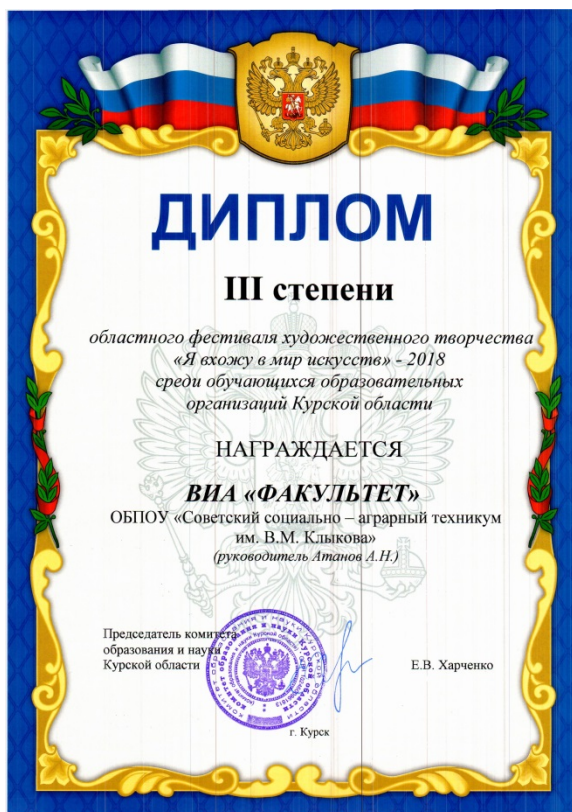 ДИПЛОМ
III степени
областного фестиваля художественного творчества
«Я вхожу в мир искусств» - 2018
среди обучающихся образовательных
организаций Курской области
НАГРАЖДАЕТСЯ
ВИА «ФАКУЛЬТЕТ»
ОБПОУ «Советский социально – аграрный техникум
им. В.М. Клыкова»
(руководитель Атанов А.Н.)
Председатель комитета
образования и науки
Курской области
Е.В. Харченко
г. Курск